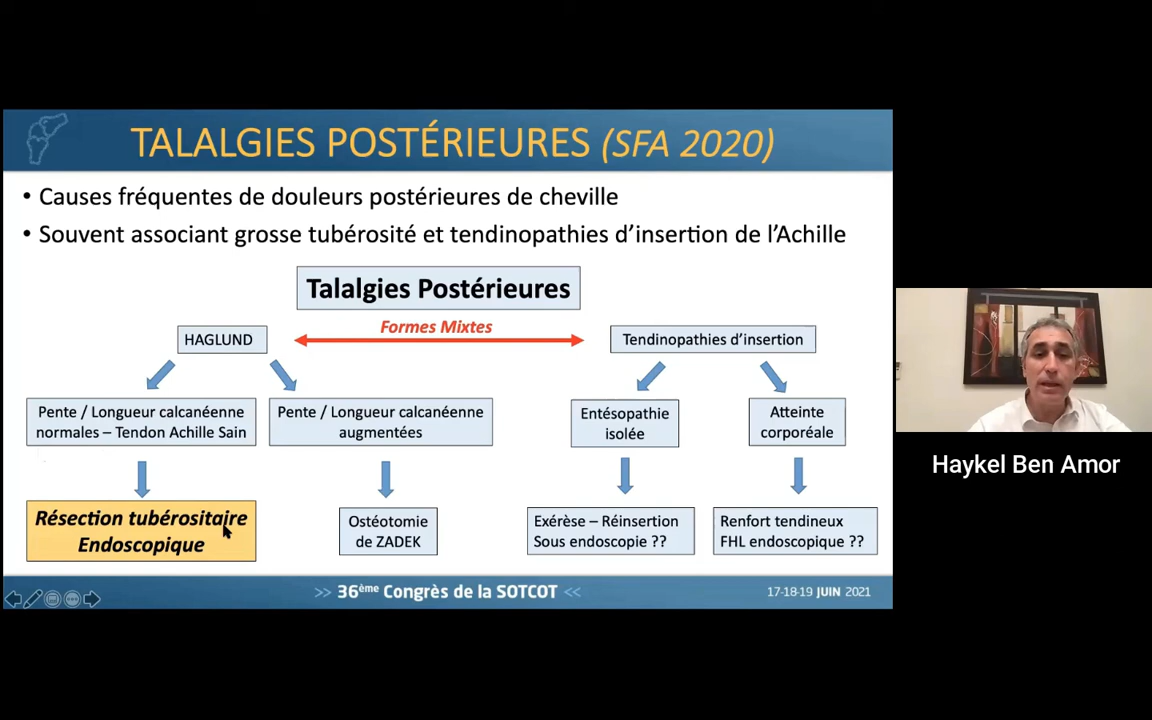 TALALGIES POSTÉRIEURES (SFA 2020)
• Causes fréquentes de douleurs postérieures de cheville
• Souvent associant grosse tubérosité et tendinopathies d’insertion de l’Achille
Talalgies Postérieures
Formes Mixtes
HAGLUND
Tendinopathies d’insertion
Pente / Longueur calcanéenne
normales – Tendon Achille Sain
Pente / Longueur calcanéenne
augmentées
Entésopathie
isolée
Atteinte
corporéale
Résection tubérositaire
Endoscopique
Ostéotomie
de ZADEK
Exérèse – Réinsertion
Sous endoscopie ??
Renfort tendineux
FHL endoscopique ??
>> 36ème Congrès de la SOTCOT <<
17-18-19 JUIN 2021
Haykel Ben Amor